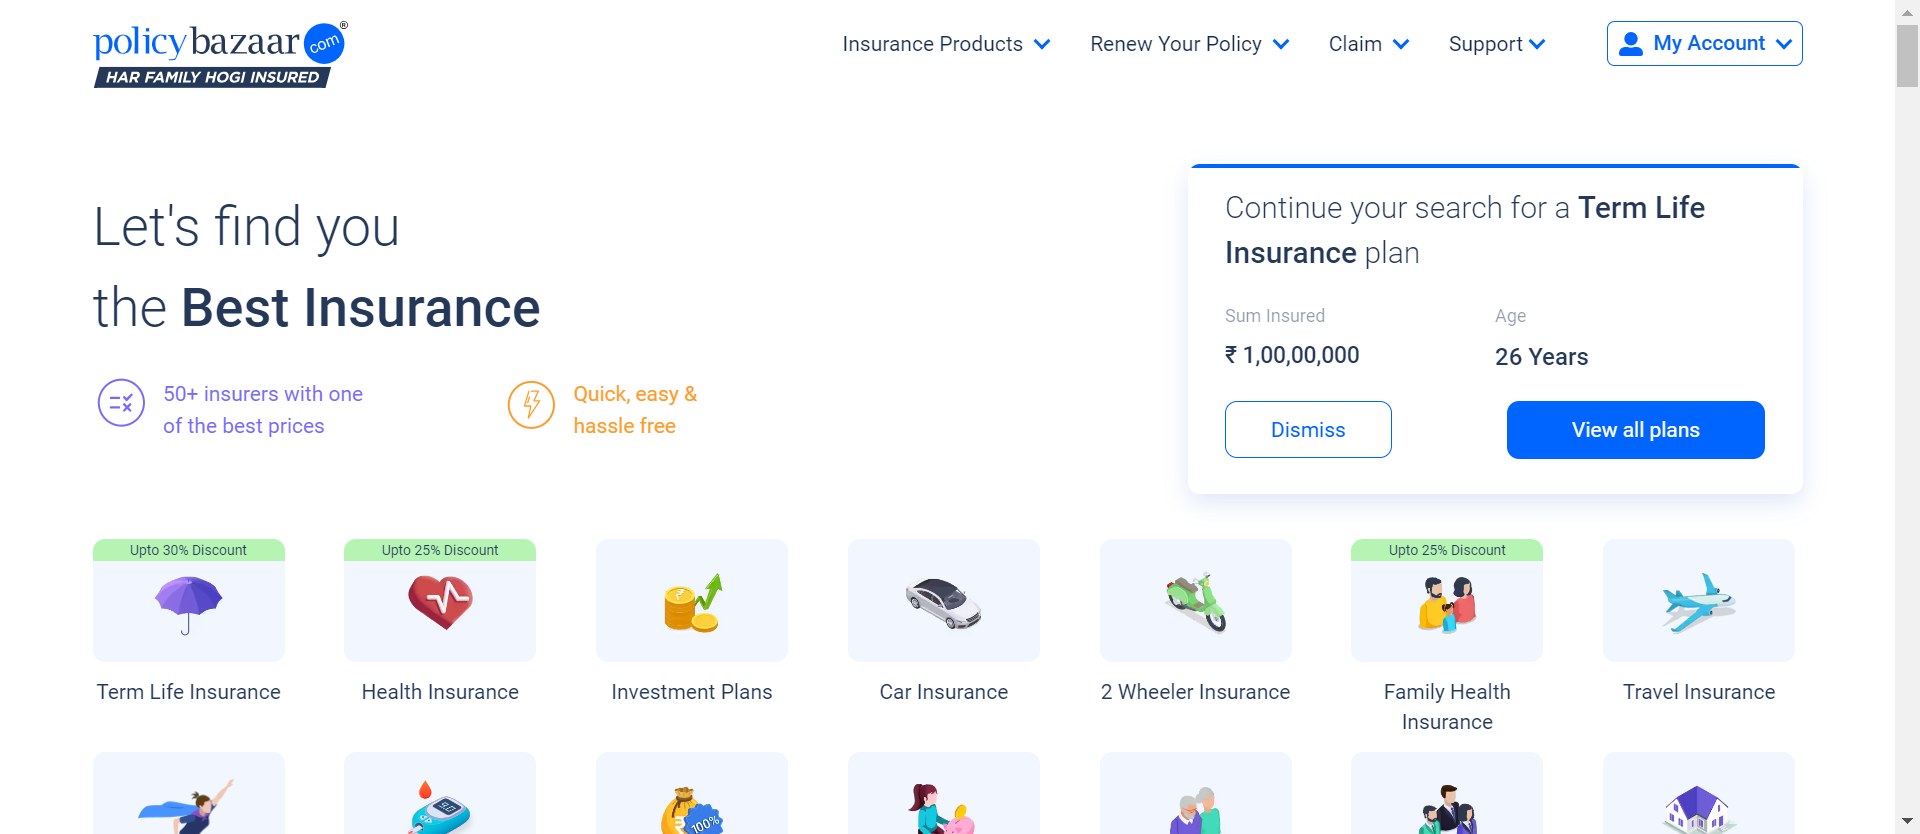 policybazaar com ®
HAR FAMILY HOGI INSURED
Insurance Products
Renew Your Policy
Claim
Support
My Account
Let's find you
the Best Insurance
50+ insurers with one
of the best prices
Quick, easy &
hassle free
Continue your search for a Term Life
Insurance plan
Sum Insured
Age
₹ 1,00,00,000
26 Years
Dismiss
View all plans
Upto 30% Discount
Term Life Insurance
Upto 25% Discount
Health Insurance
Investment Plans
Car Insurance
2 Wheeler Insurance
Upto 25% Discount
Family Health
Insurance
Travel Insurance
100%